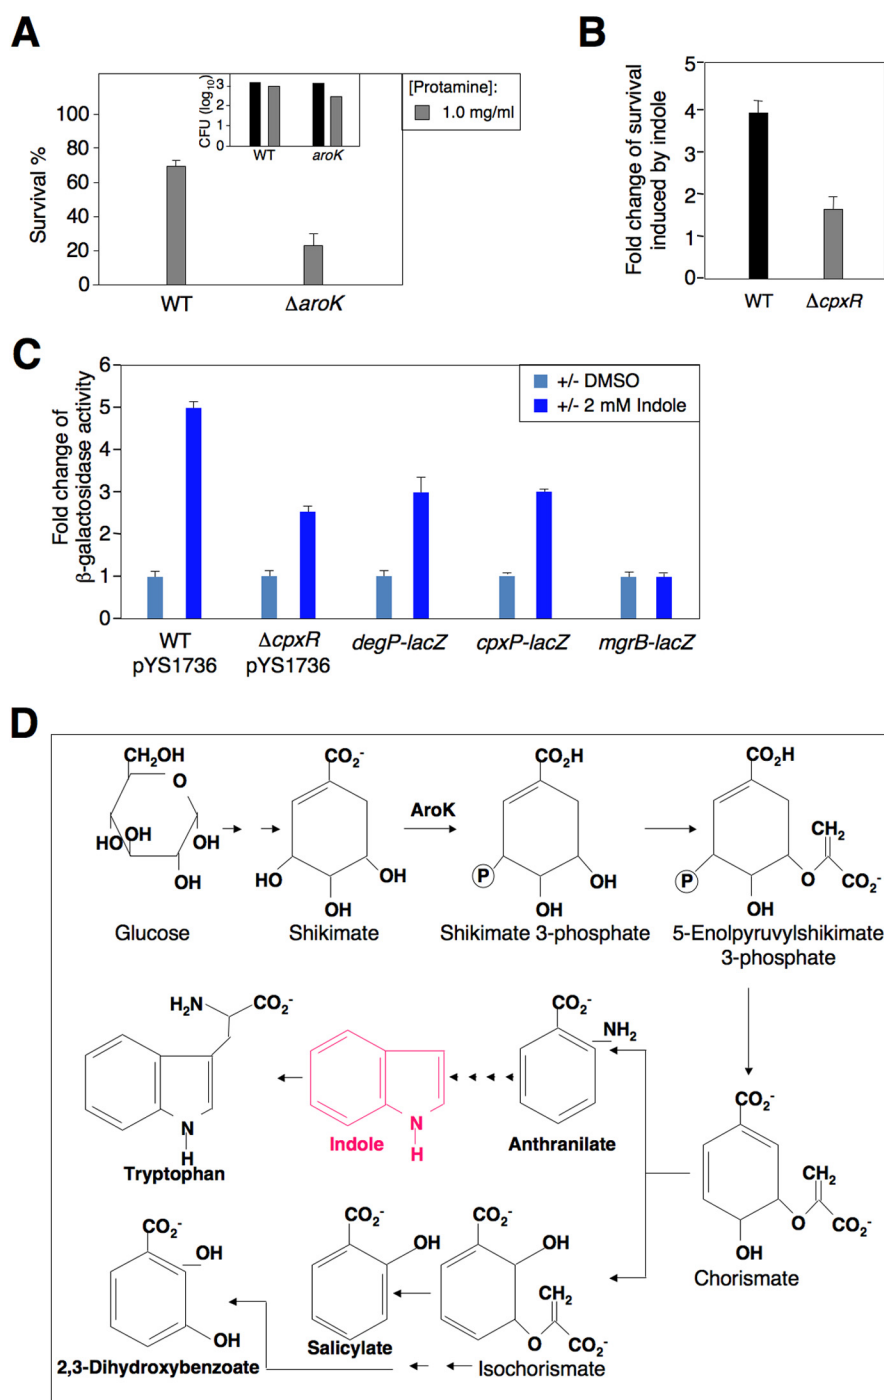 A
Survival %
100
80
60
40
20
0
WT
ΔaroK
CFU (log10)
3
2
1
WT
aroK
[Protamine]:
1.0 mg/ml
B
Fold change of survival
induced by indole
5
4
3
2
1
0
WT
ΔcpxR
C
Fold change of
β-galactosidase activity
6
5
4
3
2
1
0
+/- DMSO
+/- 2 mM Indole
WT
pYS1736
ΔcpxR
pYS1736
degP-lacZ
cpxP-lacZ
mgrB-lacZ
D
CH2OH
O
HO
OH
OH
OH
Glucose
CO2-
HO
OH
OH
Shikimate
AroK
CO2H
P
OH
OH
Shikimate 3-phosphate
CO2H
CH2
P
O
CO2-
OH
5-Enolpyruvylshikimate
3-phosphate
H2N
CO2-
N
H
Tryptophan
N
H
Indole
CO2-
NH2
Anthranilate
CO2-
CH2
O
CO2-
OH
Chorismate
CO2-
OH
OH
2,3-Dihydroxybenzoate
CO2-
OH
Salicylate
CO2-
OH
CH2
O
CO2-
Isochorismate